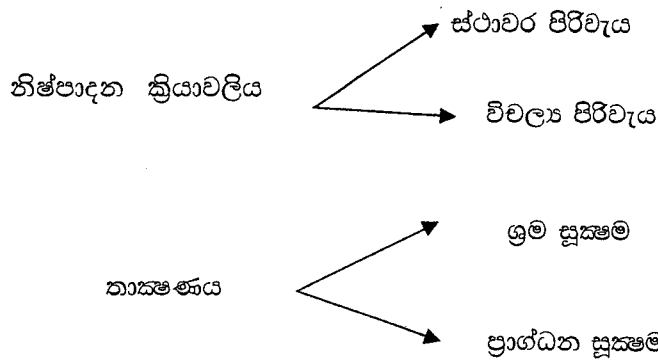 ස්ථාවර පිරිවැය
නිෂ්පාදන ක්‍රියාවලිය
විචල්‍ය පිරිවැය
ශ්‍රම සූක්‍ෂම
තාක්‍ෂණය
ප්‍රාග්ධන සූක්‍ෂම